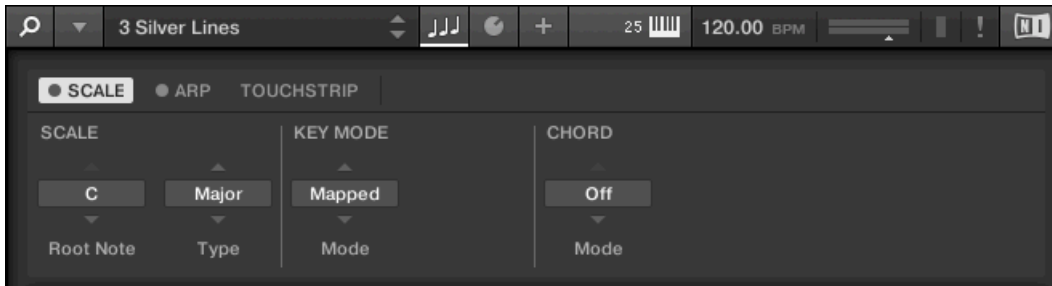 3 Silver Lines 25 120.00 BPM ! NI
SCALE ARP TOUCHSTRIP
SCALE KEY MODE CHORD
C Major Mapped Off
Root Note Type Mode Mode